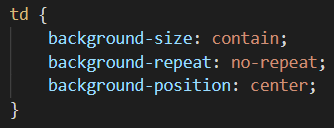 td {
    background-size: contain;
    background-repeat: no-repeat;
    background-position: center;
}